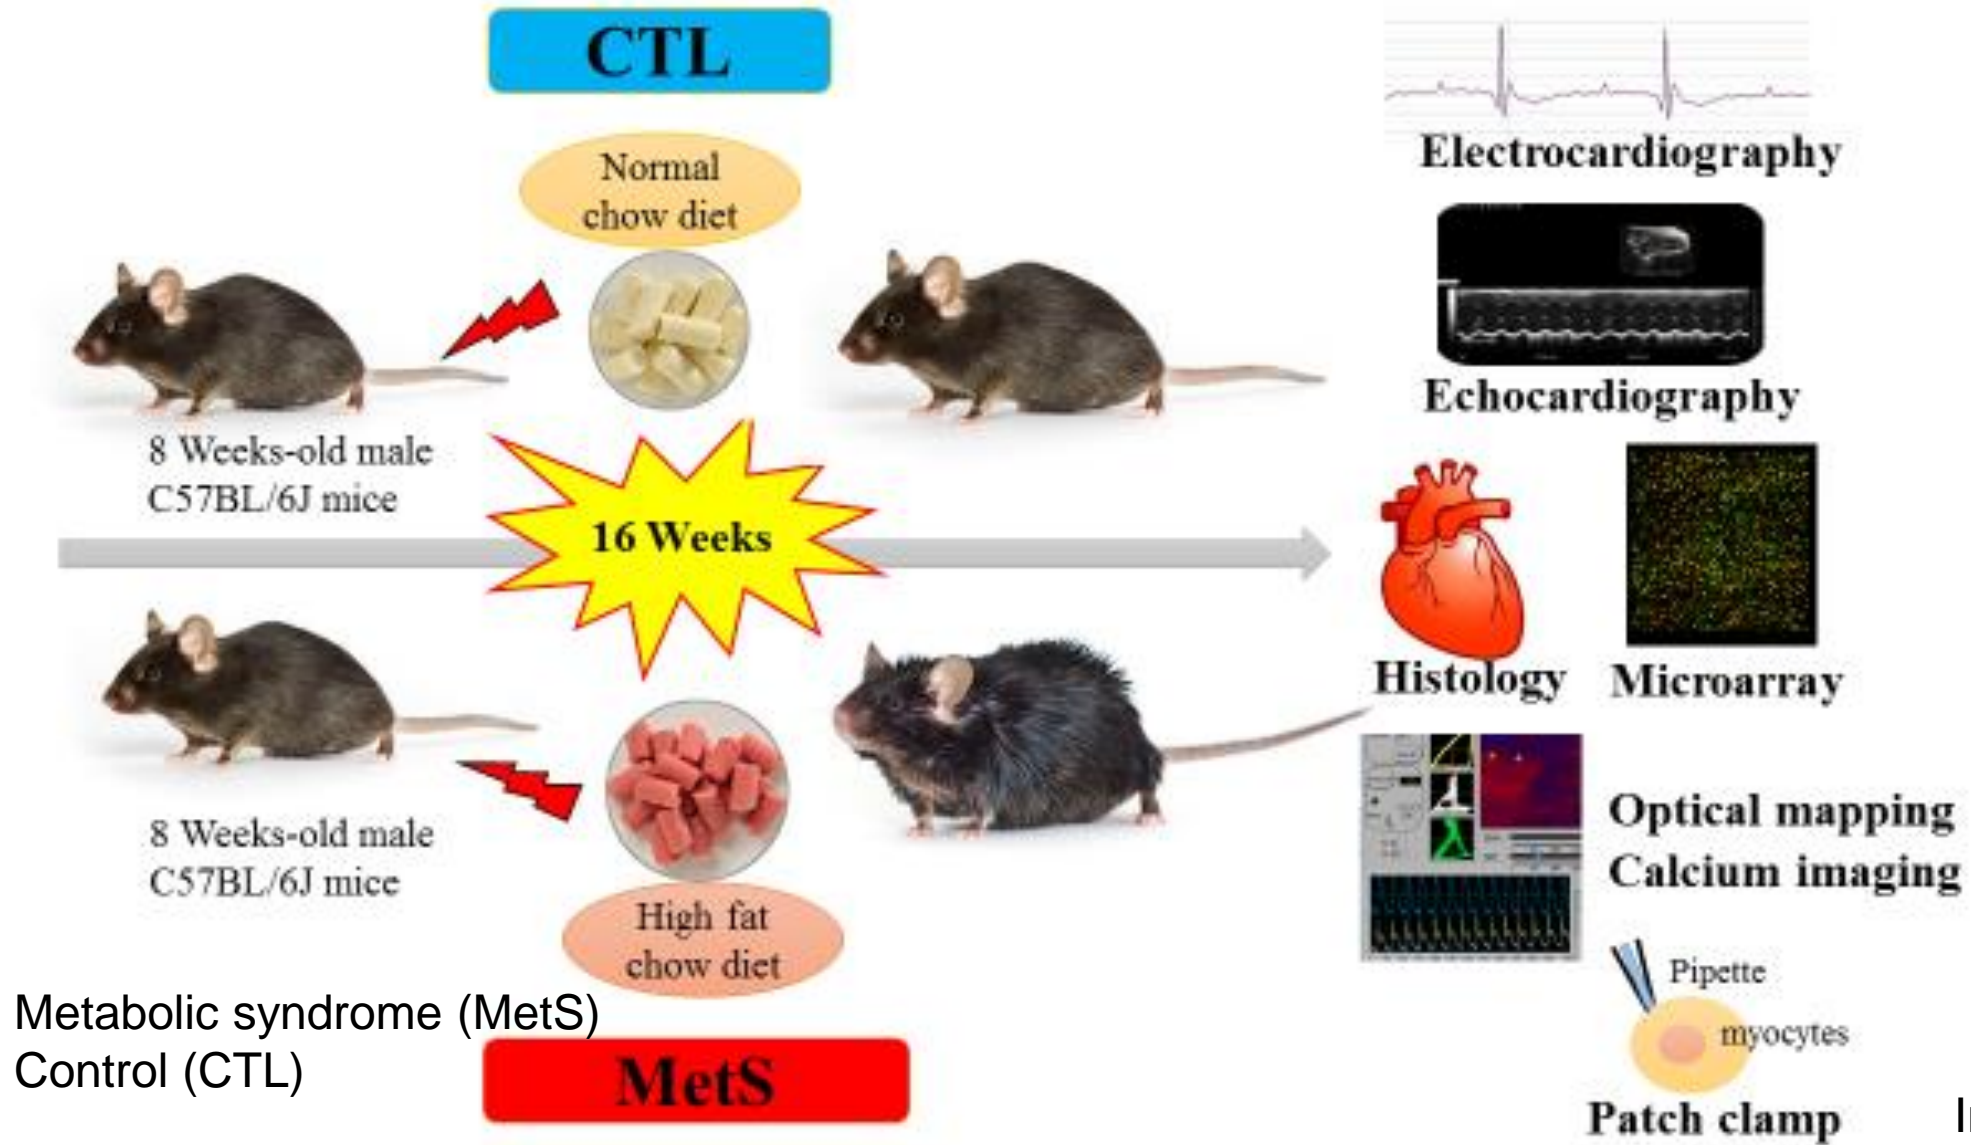 CTL
Normal
chow diet
8 Weeks-old male
C57BL/6J mice
16 Weeks
8 Weeks-old male
C57BL/6J mice
High fat
chow diet
Metabolic syndrome (MetS)
Control (CTL)
MetS
Electrocardiography
Echocardiography
Histology
Microarray
Optical mapping
Calcium imaging
Pipette
myocytes
Patch clamp